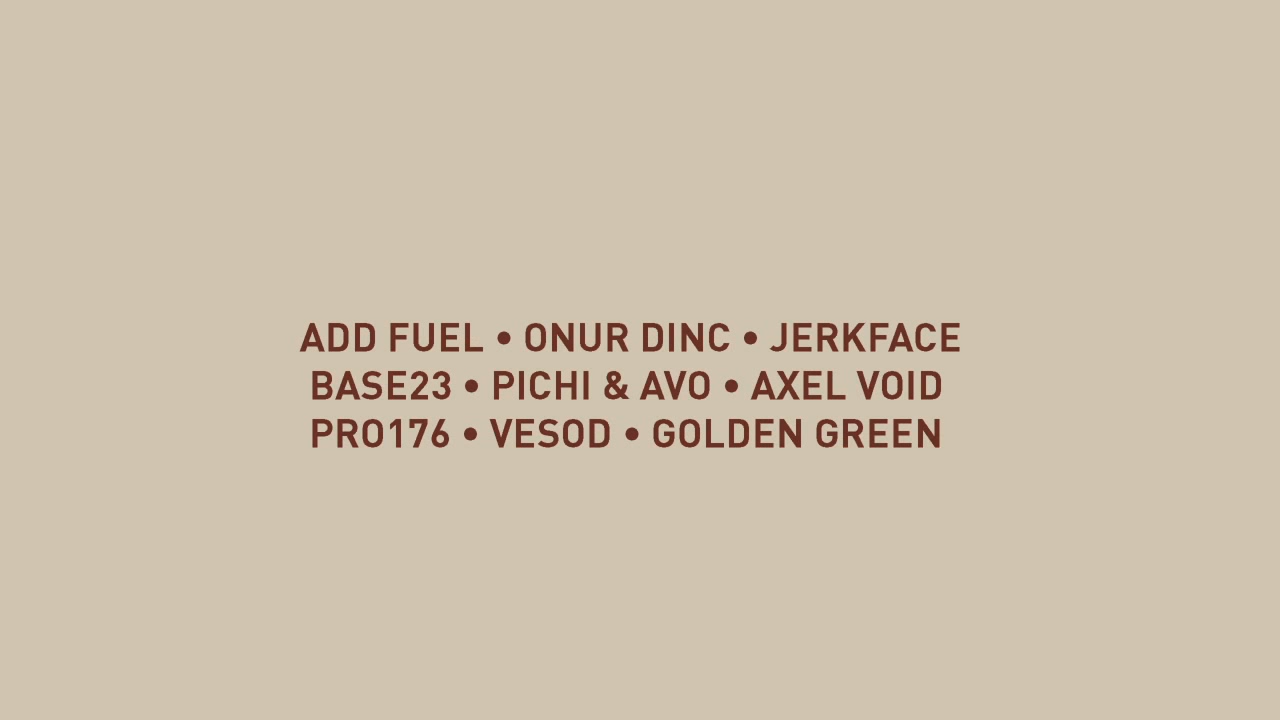 ADD FUEL • ONUR DINC • JERKFACE
BASE23 • PICHI & AVO • AXEL VOID
PRO176 • VESOD • GOLDEN GREEN